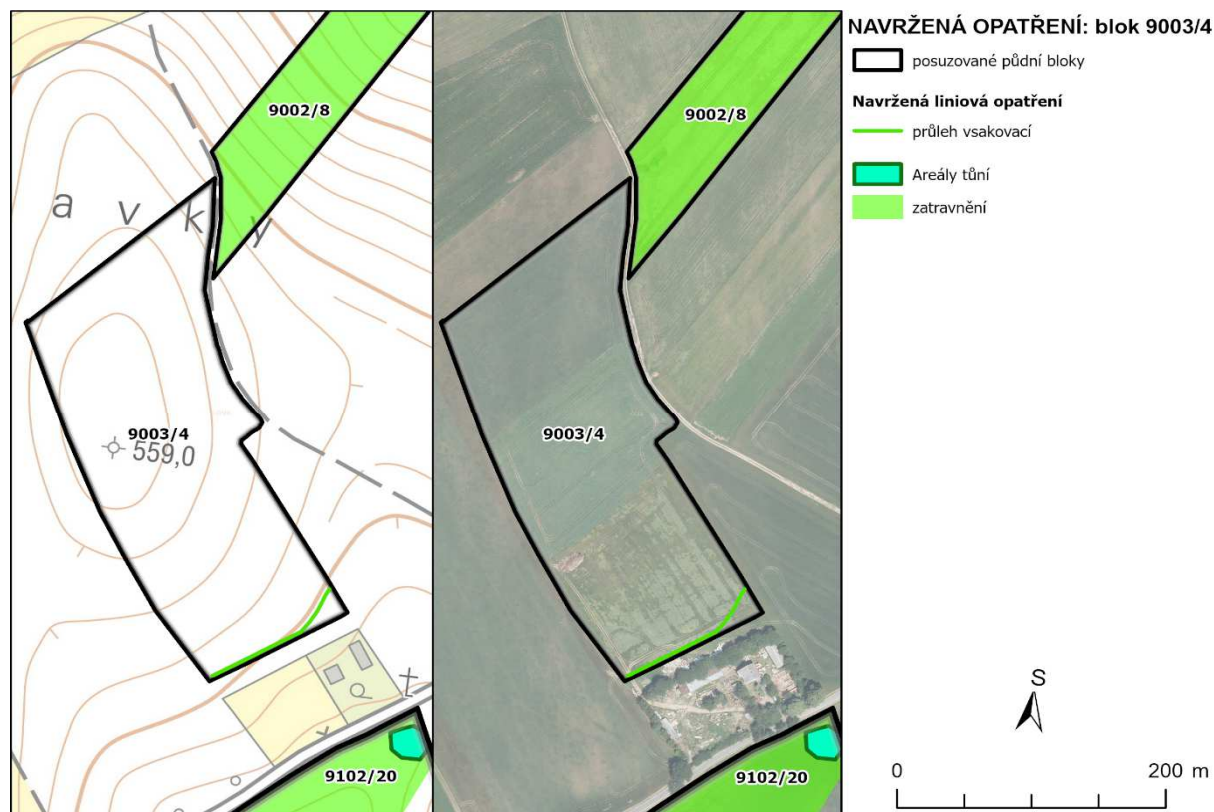 NAVRŽENÁ OPATŘENÍ: blok 9003/4
posuzované půdní bloky
Navržená liniová opatření
průleh vsakovací
Areály tůní
zatravnění
9002/8
9002/8
a v k y
9003/4
559,0
9003/4
t
9102/20
9102/20
S
0 200 m